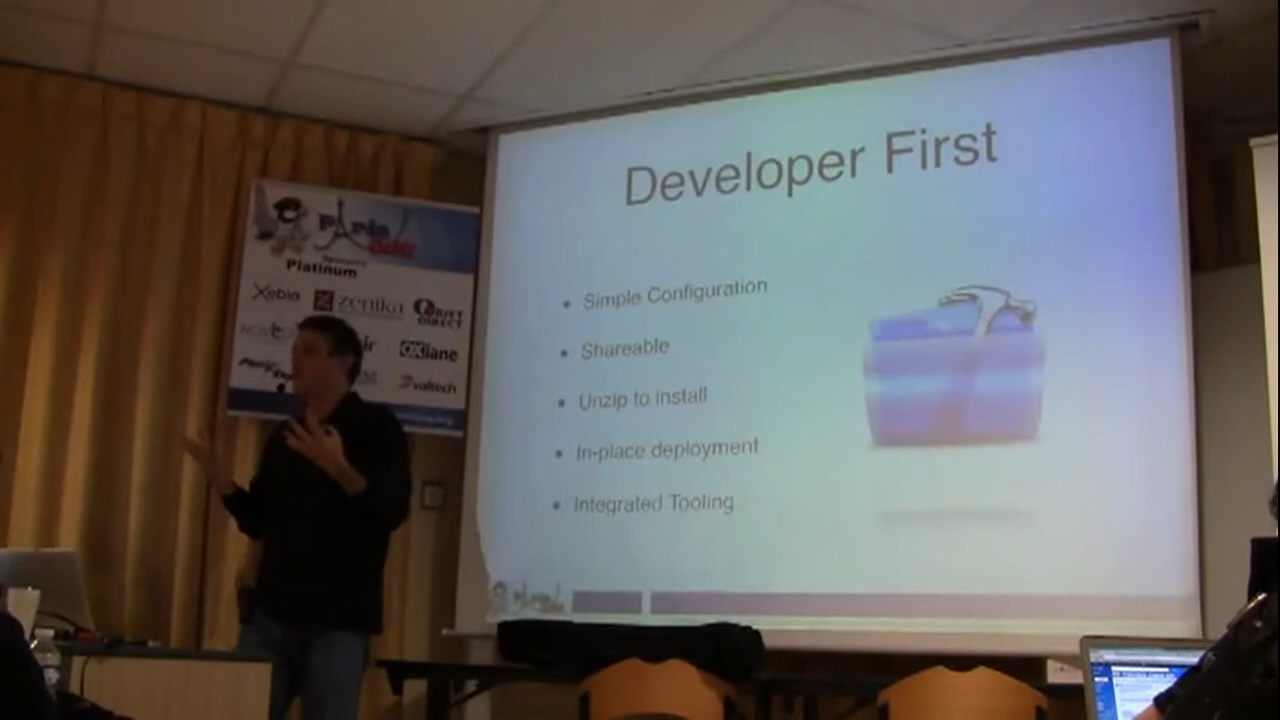 Developer First
• Simple Configuration
• Shareable
• Unzip to install
• In-place deployment
• Integrated Tooling
Paris
Platinum
Xebia zenika OBJET DIRECT
OXiane
valtech